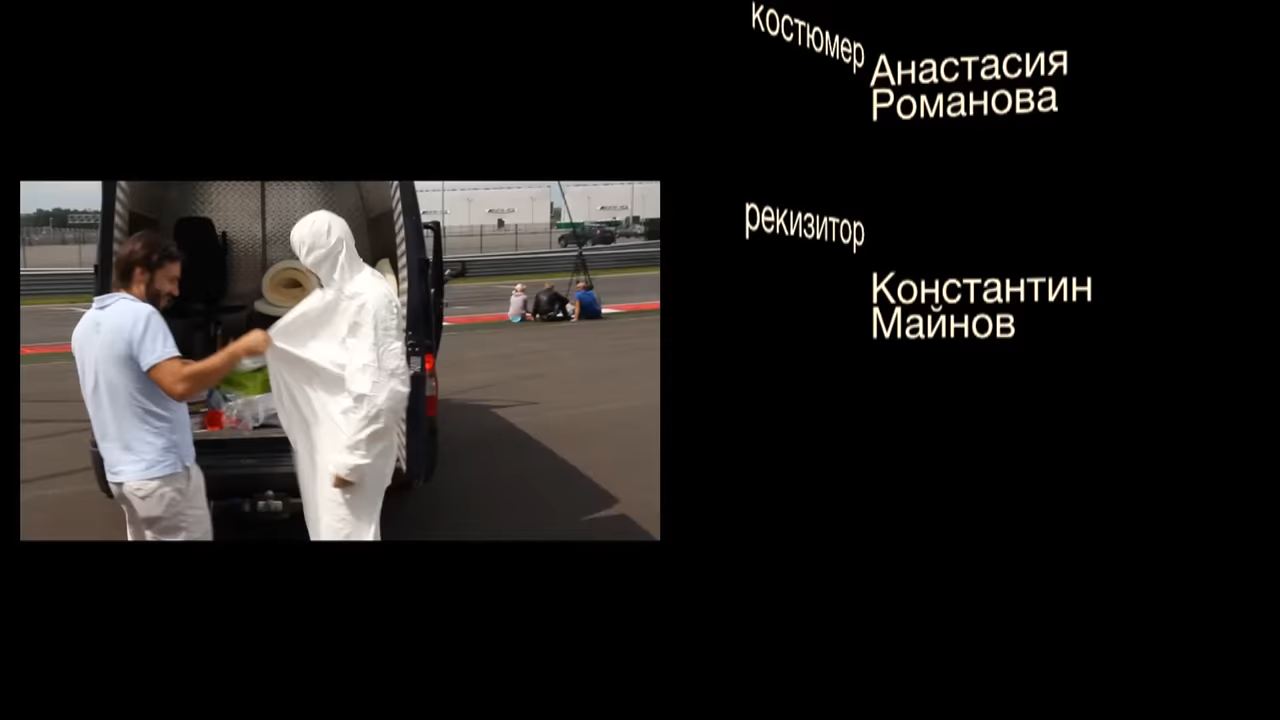 костюмер
Анастасия
Романова
рекизитор
Константин
Майнов